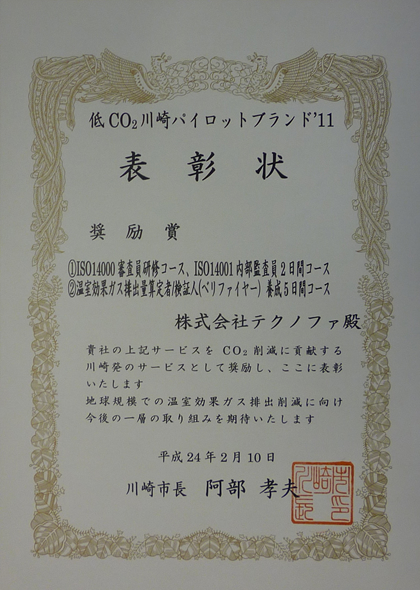 低CO₂川崎パイロットブランド'11
表彰状
奨励賞
①ISO14000審査員研修コース、ISO14001内部監査員2日間コース
②温室効果ガス排出量算定者/検証人(ベリファイヤー) 養成5日間コース
株式会社テクノファ殿
貴社の上記サービスを CO₂ 削減に貢献する
川崎発のサービスとして奨励し、ここに表彰
いたします
地球規模での温室効果ガス排出削減に向け
今後の一層の取り組みを期待いたします
平成24年2月10日
川崎市長 阿部 孝夫